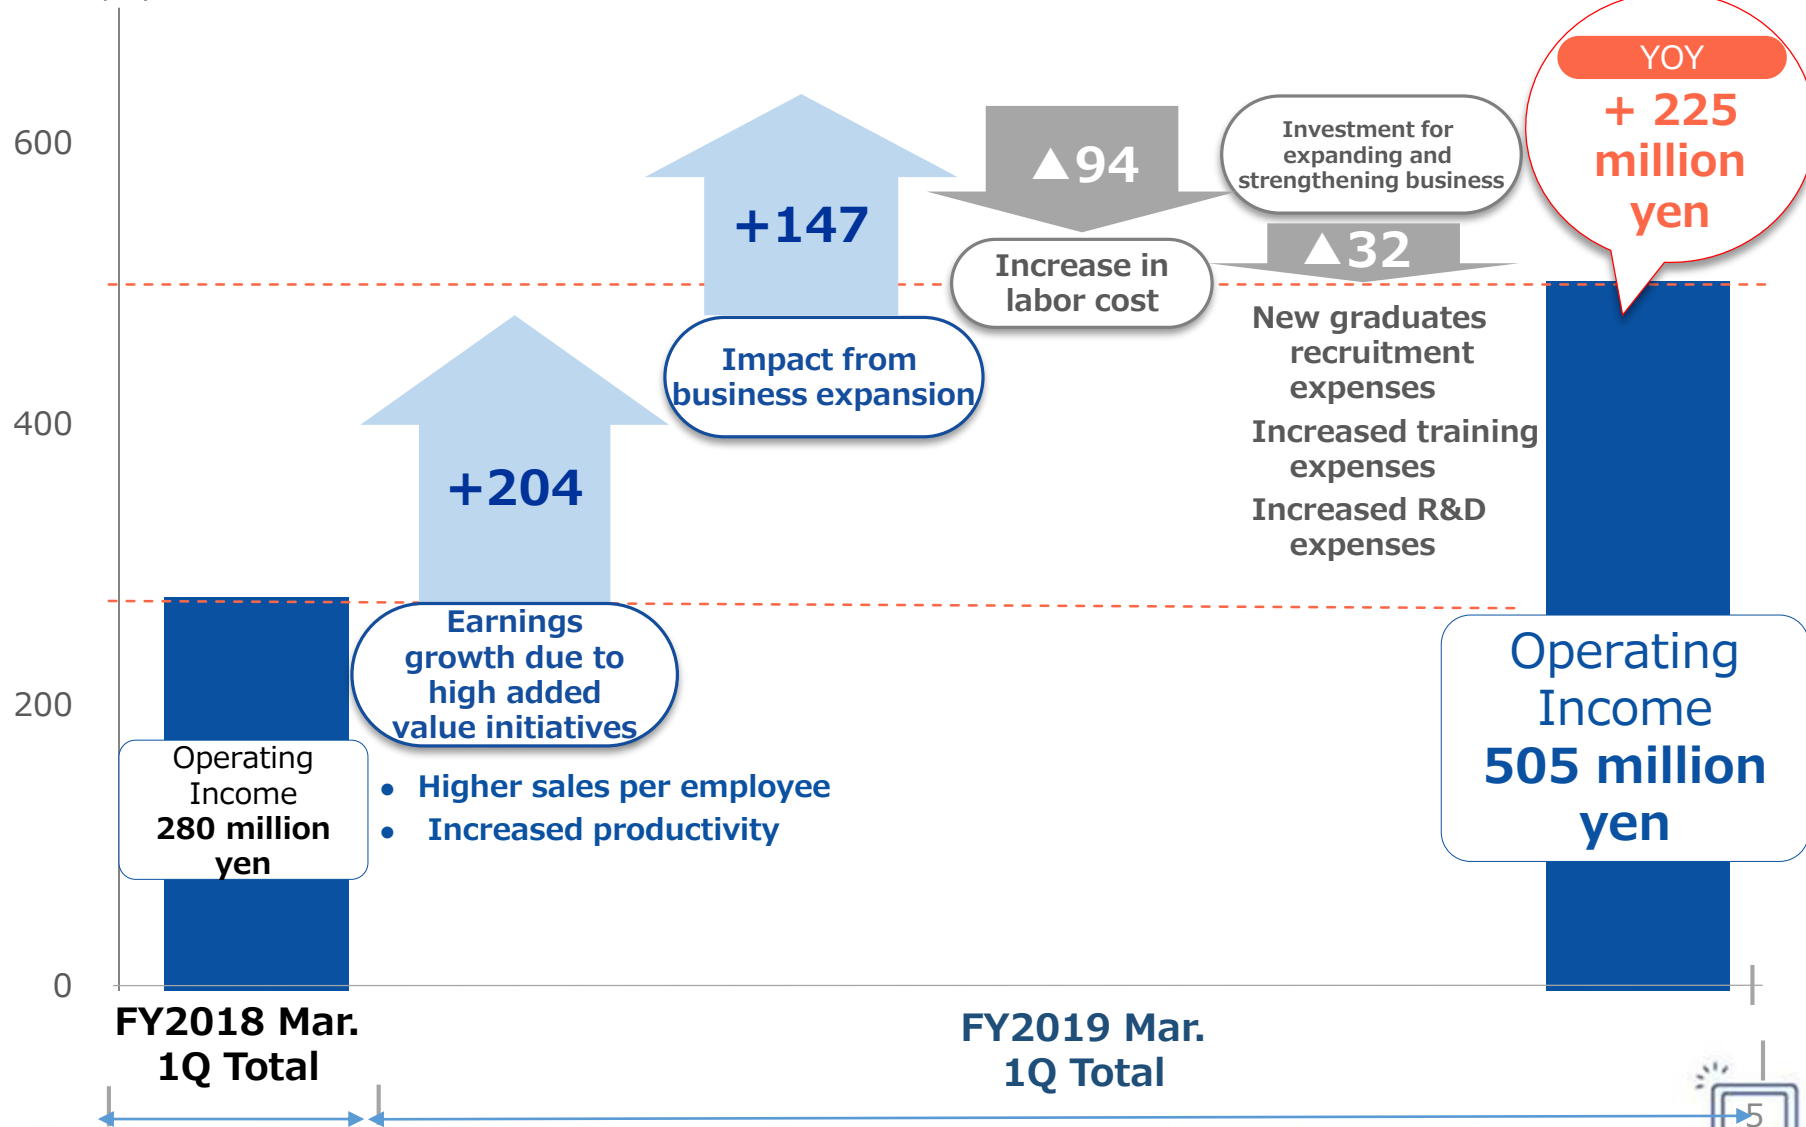 600
400
200
0
YOY
+ 225
million
yen
▲94
Investment for
expanding and
strengthening business
+147
▲32
Increase in
labor cost
New graduates
recruitment
expenses
Increased training
expenses
Increased R&D
expenses
Impact from
business expansion
+204
Earnings
growth due to
high added
value initiatives
Operating
Income
280 million
yen
● Higher sales per employee
● Increased productivity
Operating
Income
505 million
yen
FY2018 Mar.
1Q Total
FY2019 Mar.
1Q Total
5